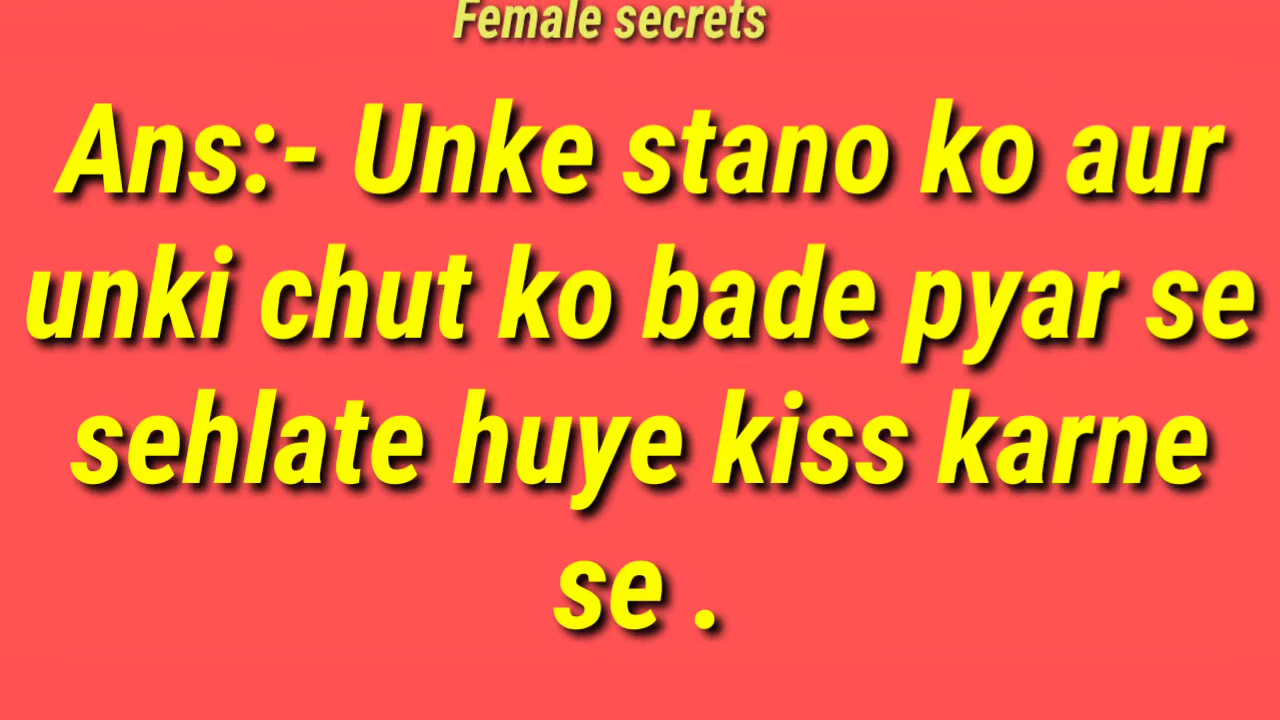 Female secrets
Ans:- Unke stano ko aur
unki chut ko bade pyar se
sehlate huye kiss karne
se .